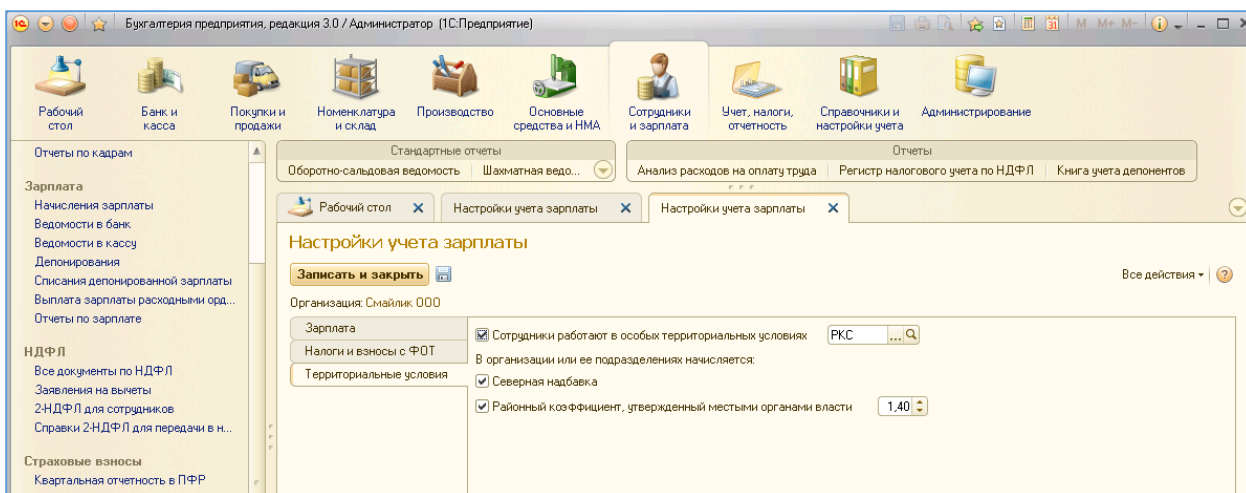 Бухгалтерия предприятия, редакция 3.0 / Администратор (1С:Предприятие)
M M+ M-
Рабочий стол
Банк и касса
Покупки и продажи
Номенклатура и склад
Производство
Основные средства и НМА
Сотрудники и зарплата
Учет, налоги, отчетность
Справочники и настройки учета
Администрирование
Отчеты по кадрам
Зарплата
Начисления зарплаты
Ведомости в банк
Ведомости в кассу
Депонирования
Списания депонированной зарплаты
Выплата зарплаты расходными орд...
Отчеты по зарплате
НДФЛ
Все документы по НДФЛ
Заявления на вычеты
2-НДФЛ для сотрудников
Справки 2-НДФЛ для передачи в н...
Страховые взносы
Квартальная отчетность в ПФР
Стандартные отчеты
Оборотно-сальдовая ведомость
Шахматная ведо...
Отчеты
Анализ расходов на оплату труда
Регистр налогового учета по НДФЛ
Книга учета депонентов
Рабочий стол
Настройки учета зарплаты
Настройки учета зарплаты
Настройки учета зарплаты
Записать и закрыть
Все действия
Организация: Смайлик ООО
Зарплата
Налоги и взносы с ФОТ
Территориальные условия
Сотрудники работают в особых территориальных условиях РКС ...
В организации или ее подразделениях начисляется:
Северная надбавка
Районный коэффициент, утвержденный местыми органами власти 1,40